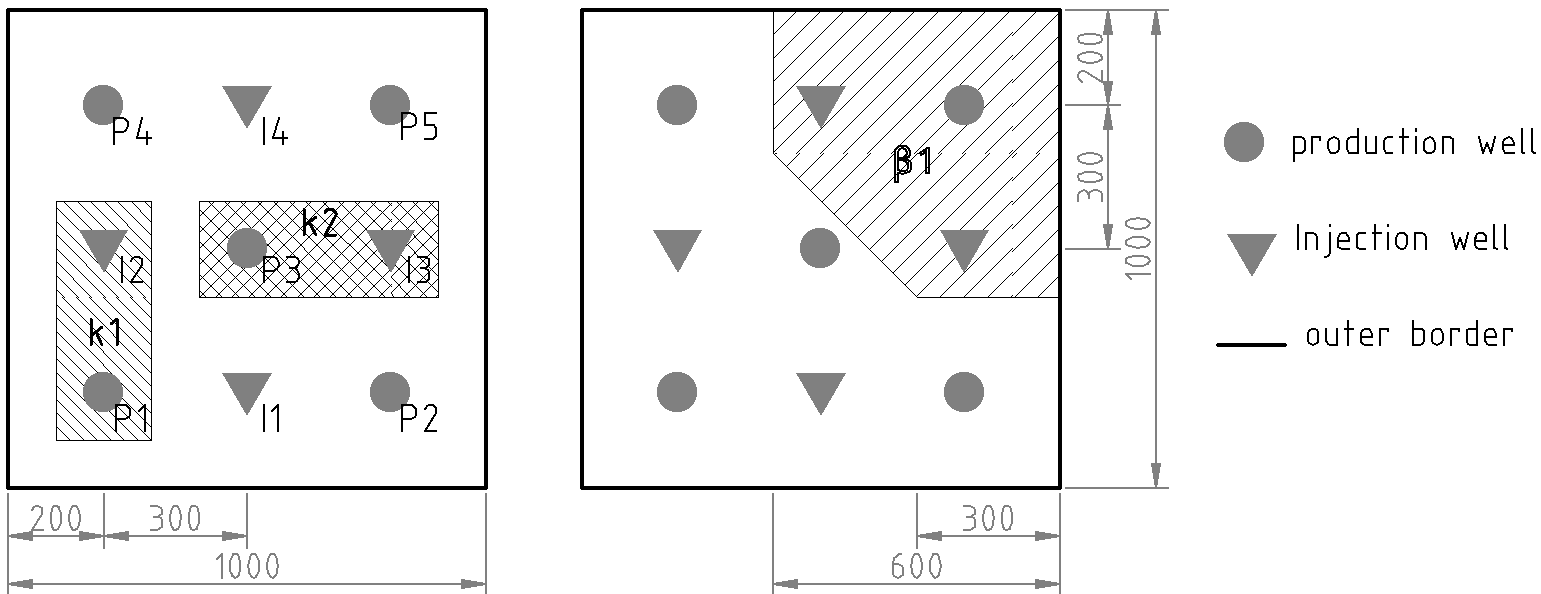 P4
I4
P5
k2
I2
P3
I3
k1
P1
I1
P2
200
300
1000
β1
200
300
1000
300
600
production well
Injection well
outer border